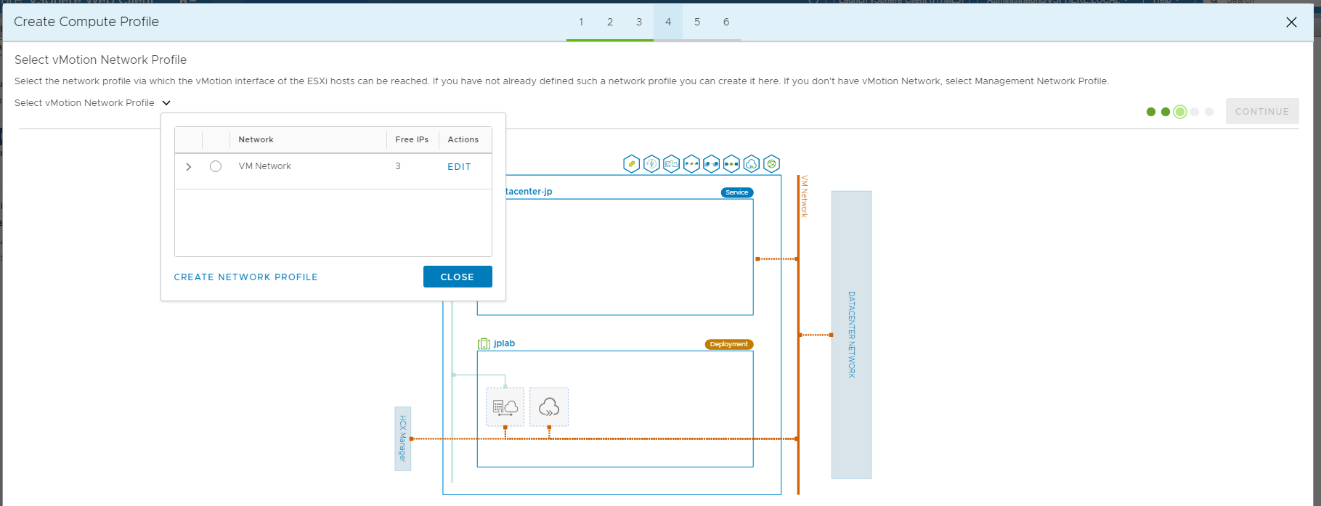 Create Compute Profile
1 2 3 4 5 6
Select vMotion Network Profile
Select the network profile via which the vMotion interface of the ESXi hosts can be reached. If you have not already defined such a network profile you can create it here. If you don't have vMotion Network, select Management Network Profile.
Select vMotion Network Profile
CONTINUE
Network Free IPs Actions
VM Network 3 EDIT
CREATE NETWORK PROFILE CLOSE
tacenter-jp Service
VM Network
DATACENTER NETWORK
jplab Deployment
HCX Manager